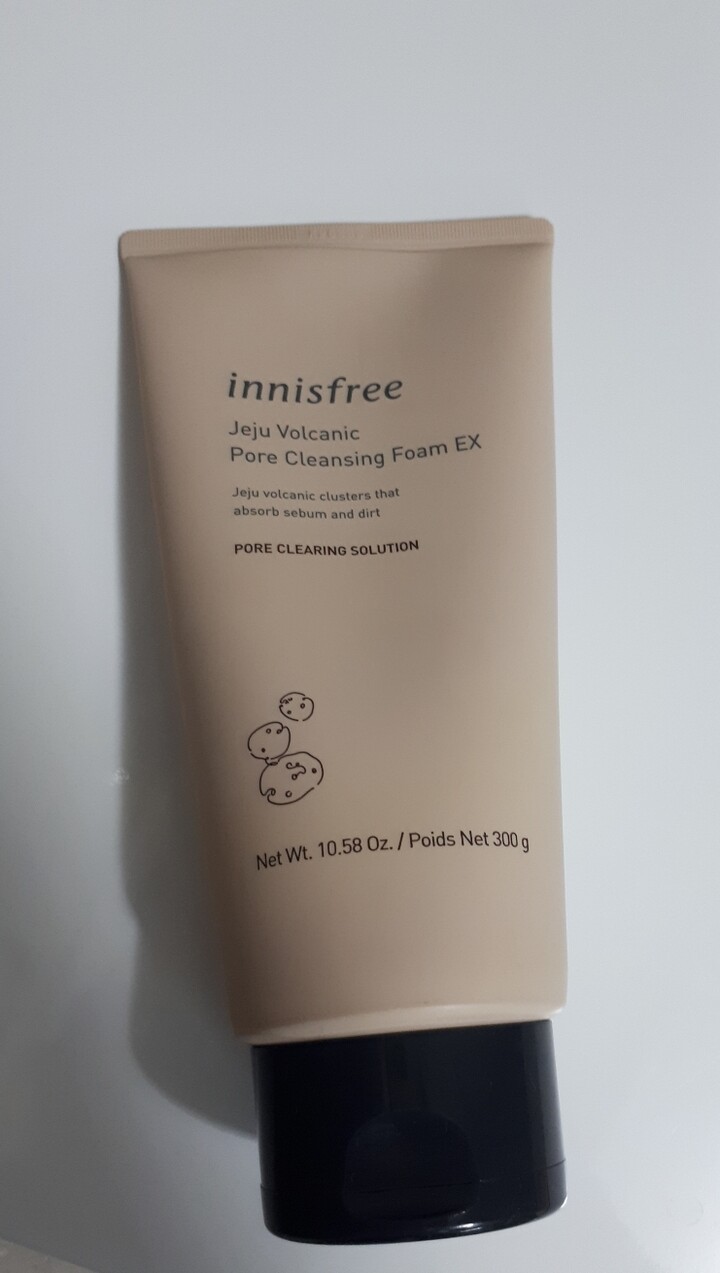 innisfree
Jeju Volcanic
Pore Cleansing Foam EX
Jeju volcanic clusters that
absorb sebum and dirt
PORE CLEARING SOLUTION
Net Wt. 10.58 Oz. / Poids Net 300 g